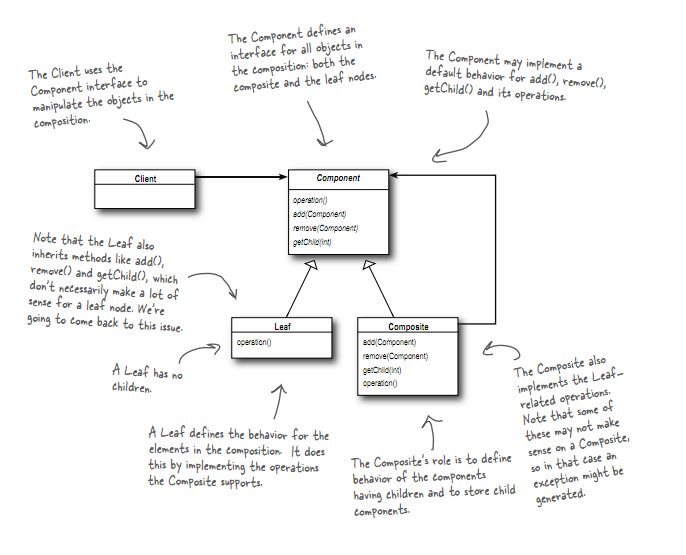 The Component defines an
interface for all objects in
the composition: both the
composite and the leaf nodes.
The Component may implement a
default behavior for add(), remove(),
getChild() and its operations.
The Client uses the
Component interface to
manipulate the objects in the
composition.
Client
Component
operation()
add(Component)
remove(Component)
getChild(int)
Note that the Leaf also
inherits methods like add(),
remove() and getChild(), which
don't necessarily make a lot of
sense for a leaf node. We're
going to come back to this issue.
Leaf
operation()
Composite
add(Component)
remove(Component)
getChild(int)
operation()
A Leaf has no
children.
The Composite also
implements the Leaf-
related operations.
Note that some of
these may not make
sense on a Composite,
so in that case an
exception might be
generated.
A Leaf defines the behavior for the
elements in the composition. It does
this by implementing the operations
the Composite supports.
The Composite's role is to define
behavior of the components
having children and to store child
components.